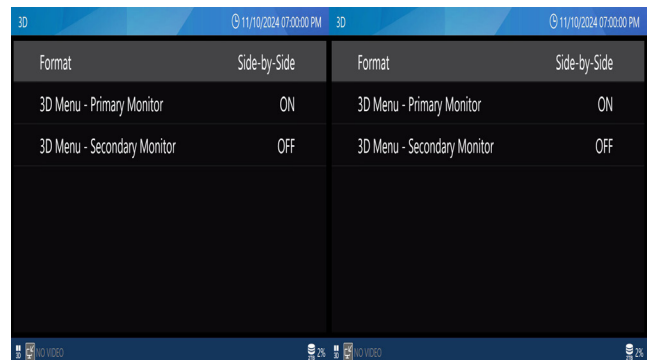 3D 11/10/2024 07:00:00 PM 3D 11/10/2024 07:00:00 PM
Format Side-by-Side Format Side-by-Side
3D Menu - Primary Monitor ON 3D Menu - Primary Monitor ON
3D Menu - Secondary Monitor OFF 3D Menu - Secondary Monitor OFF
3D NO VIDEO 2% 3D NO VIDEO 2%